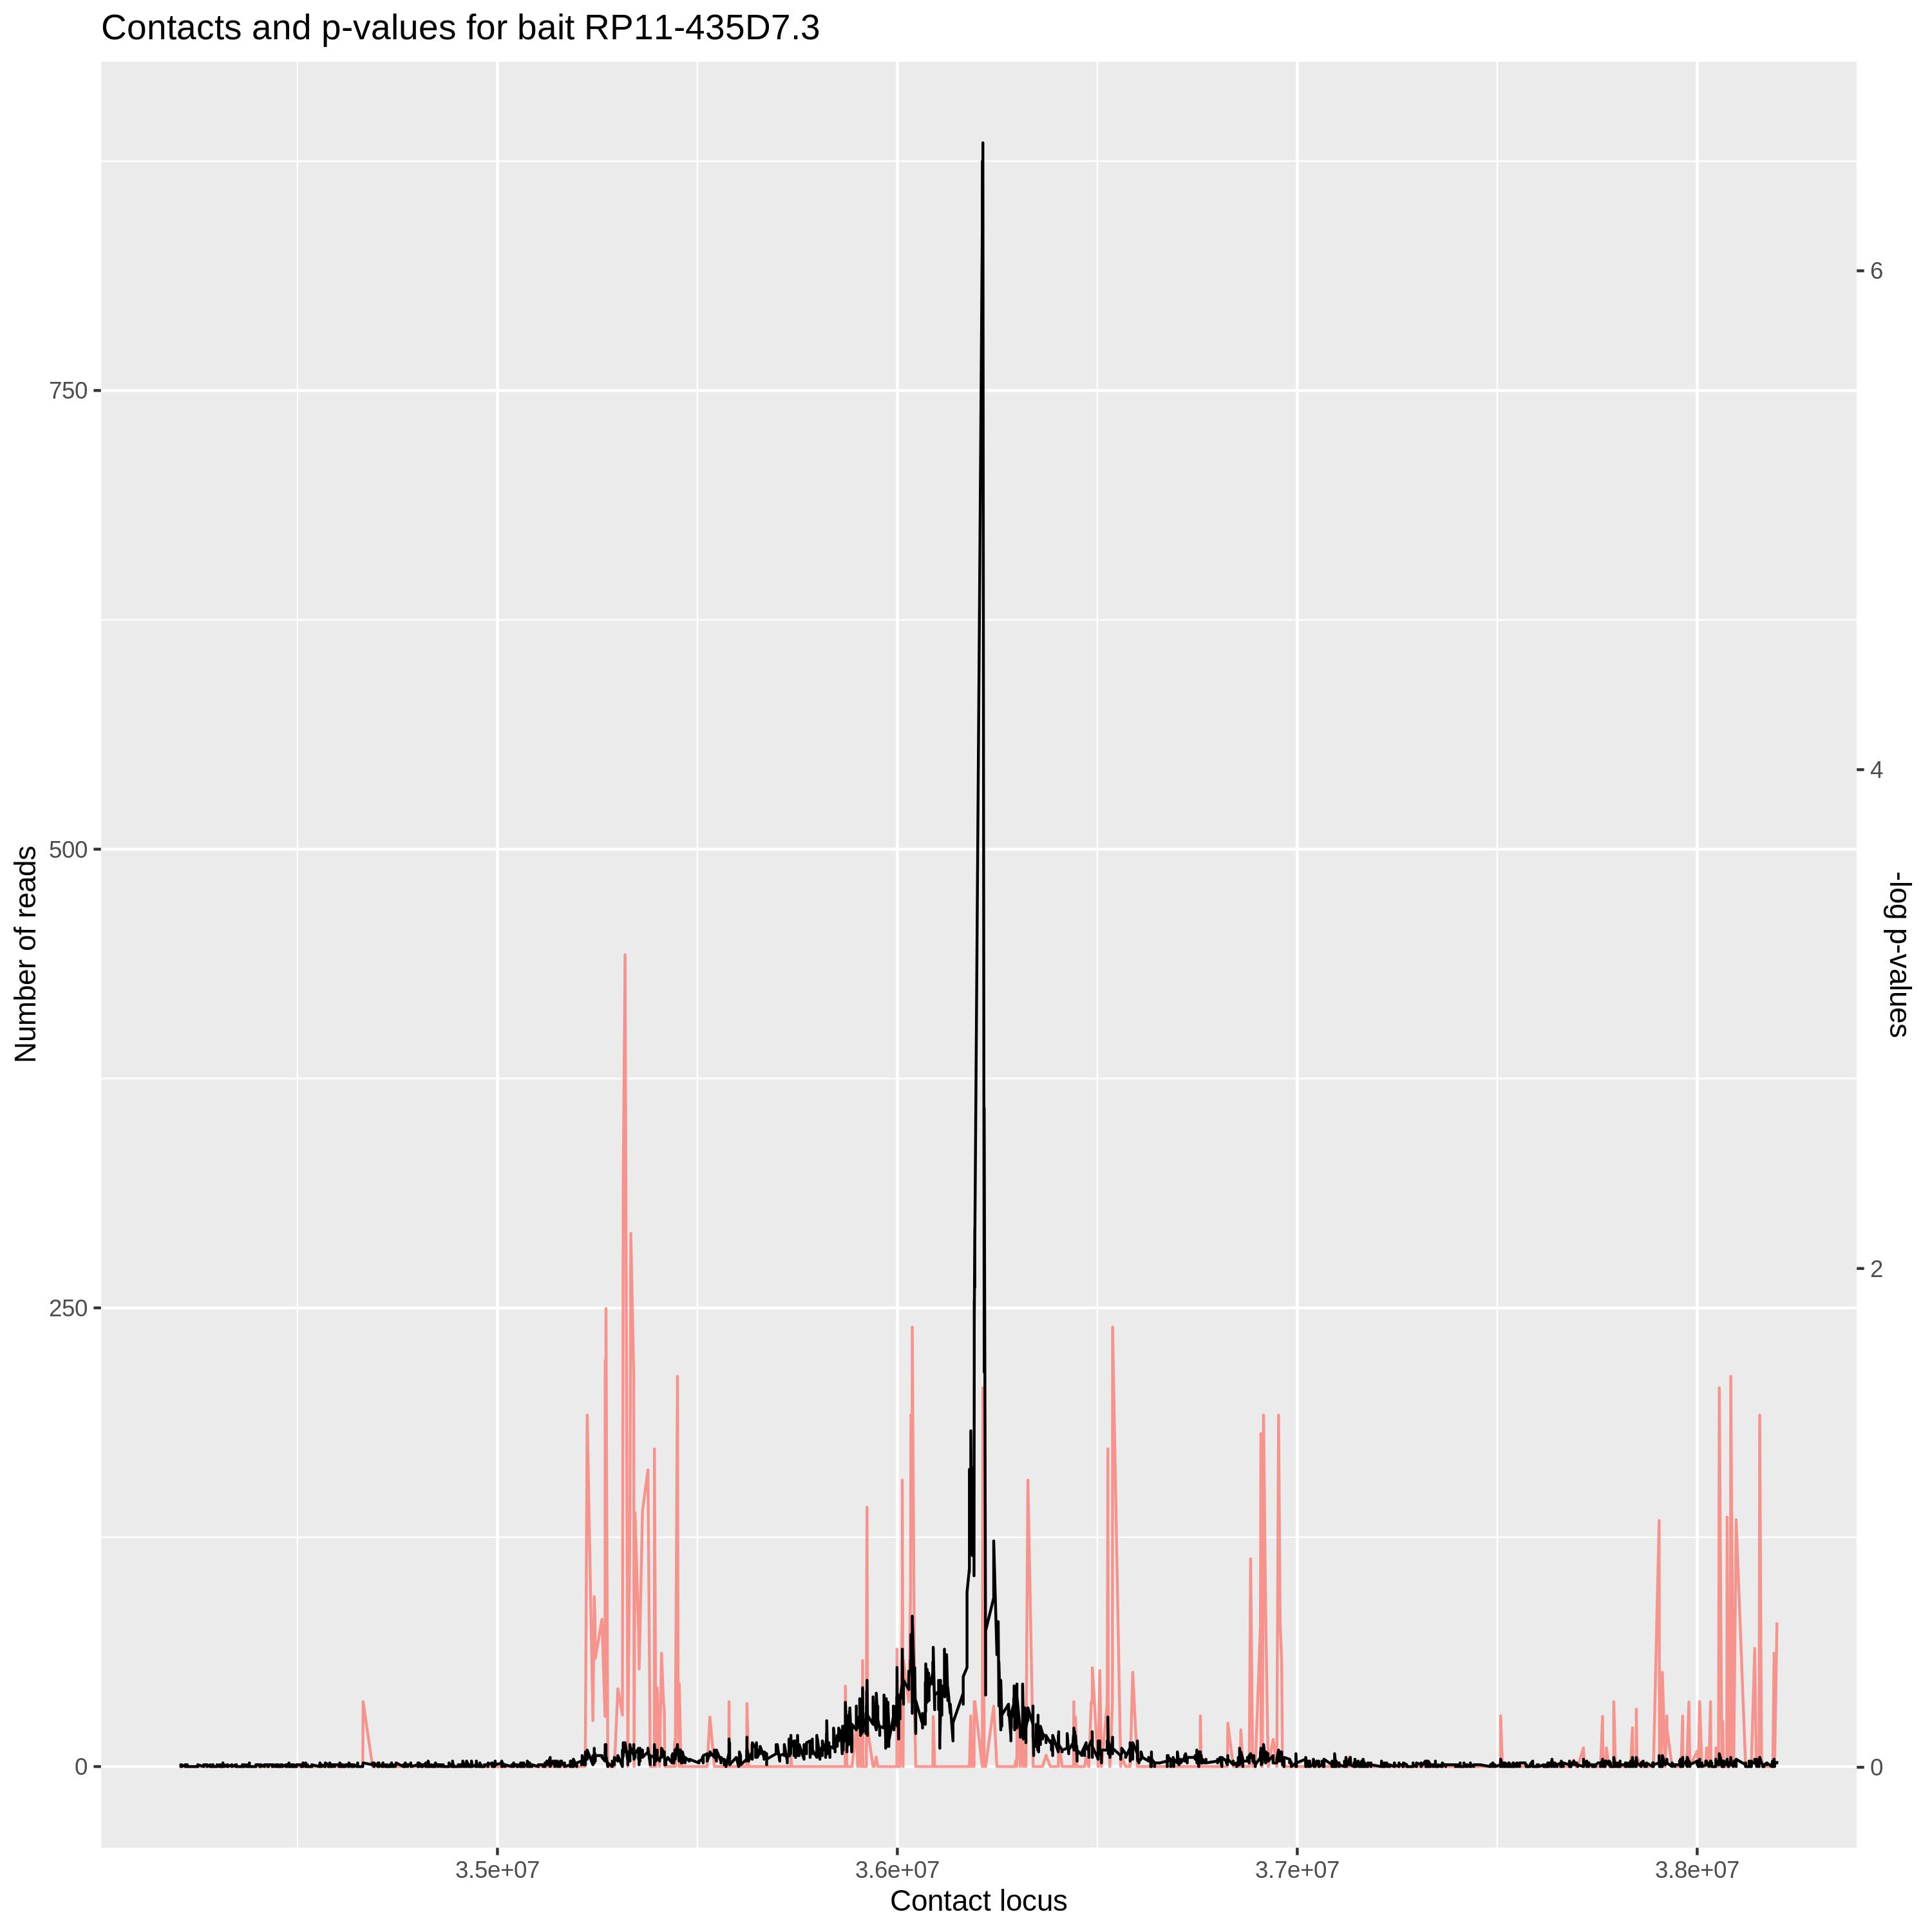 Contacts and p-values for bait RP11-435D7.3
750
500
250
0
6
4
2
0
Number of reads
-log p-values
3.5e+07
3.6e+07
3.7e+07
3.8e+07
Contact locus